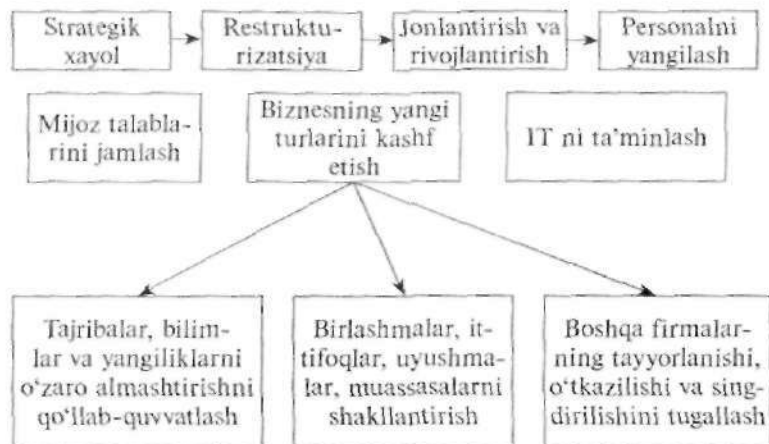 Strategik
xayol
Restruktu-
rizatsiya
Jonlantirish va
rivojlantirish
Personalni
yangilash
Mijoz talabla-
rini jamlash
Biznesning yangi
turlarini kashf
etish
IT ni ta’minlash
Tajribalar, bilim-
lar va yangiliklarni
o‘zaro almashtirishni
qo‘llab-quvvatlash
Birlashmalar, it-
tifoqlar, uyushma-
lar, muassasalarni
shakllantirish
Boshqa firmalar-
ning tayyorlanishi,
o‘tkazilishi va sing-
dirilishini tugallash